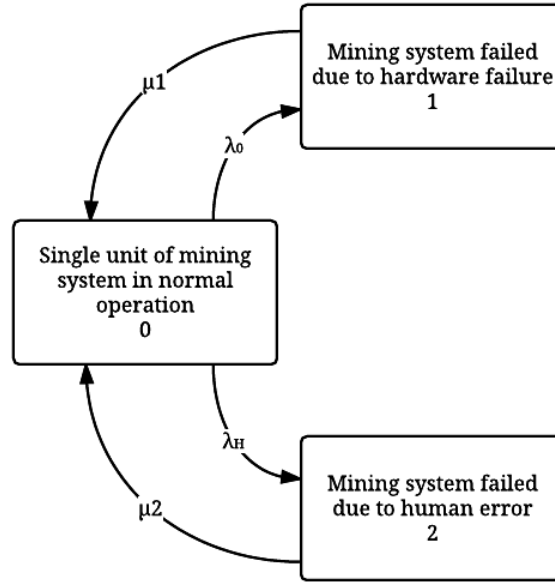 Mining system failed
due to hardware failure
1
μ1
λ0
Single unit of mining
system in normal
operation
0
λH
μ2
Mining system failed
due to human error
2